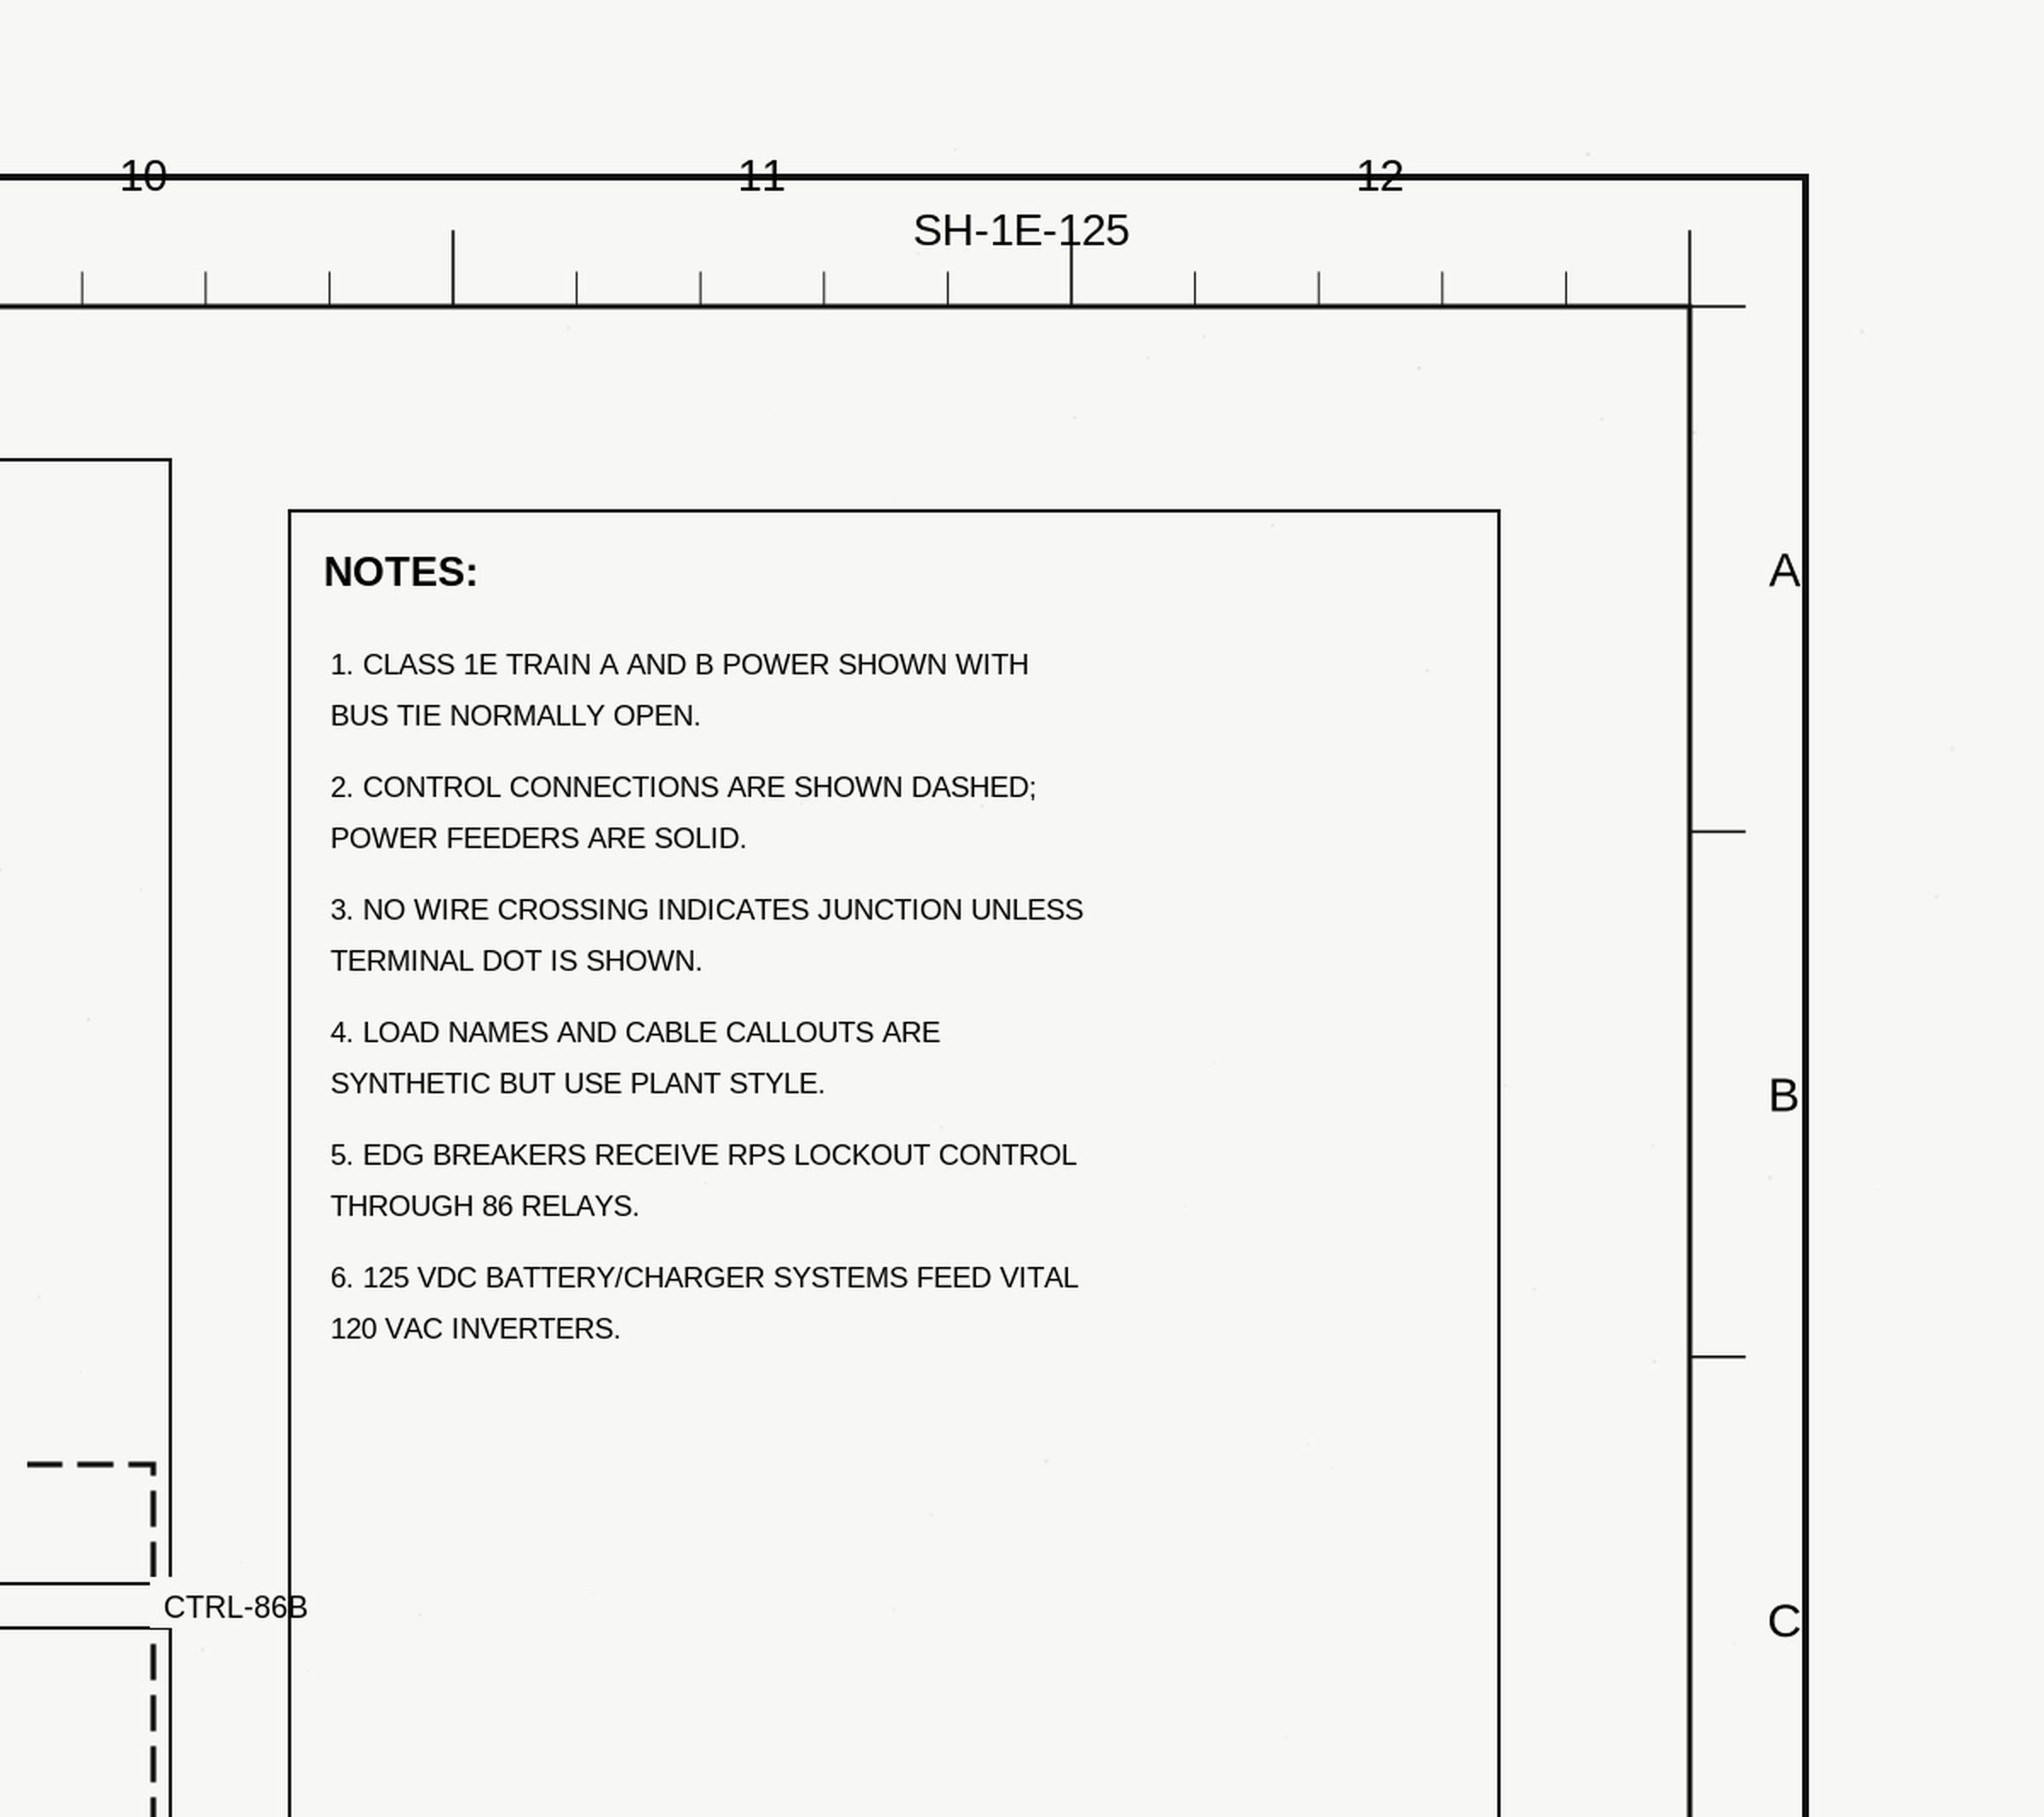 10 11 12
SH-1E-125
NOTES:
A
1. CLASS 1E TRAIN A AND B POWER SHOWN WITH
BUS TIE NORMALLY OPEN.
2. CONTROL CONNECTIONS ARE SHOWN DASHED;
POWER FEEDERS ARE SOLID.
3. NO WIRE CROSSING INDICATES JUNCTION UNLESS
TERMINAL DOT IS SHOWN.
4. LOAD NAMES AND CABLE CALLOUTS ARE
SYNTHETIC BUT USE PLANT STYLE.
B
5. EDG BREAKERS RECEIVE RPS LOCKOUT CONTROL
THROUGH 86 RELAYS.
6. 125 VDC BATTERY/CHARGER SYSTEMS FEED VITAL
120 VAC INVERTERS.
CTRL-86B
C